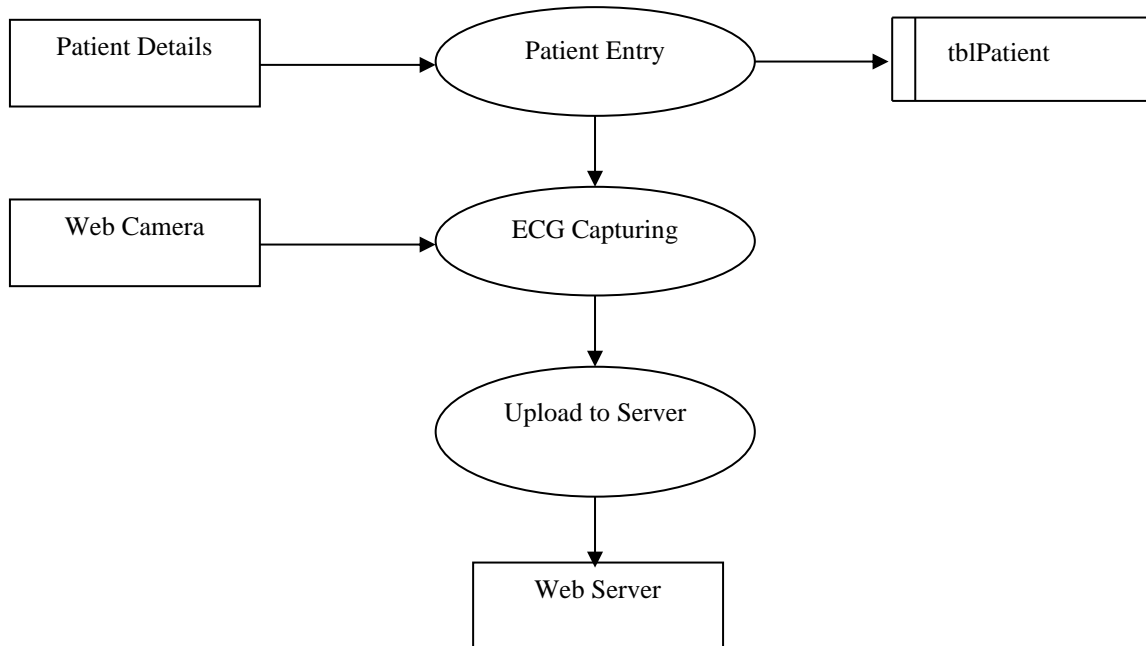 Patient Details
Patient Entry
tblPatient
Web Camera
ECG Capturing
Upload to Server
Web Server